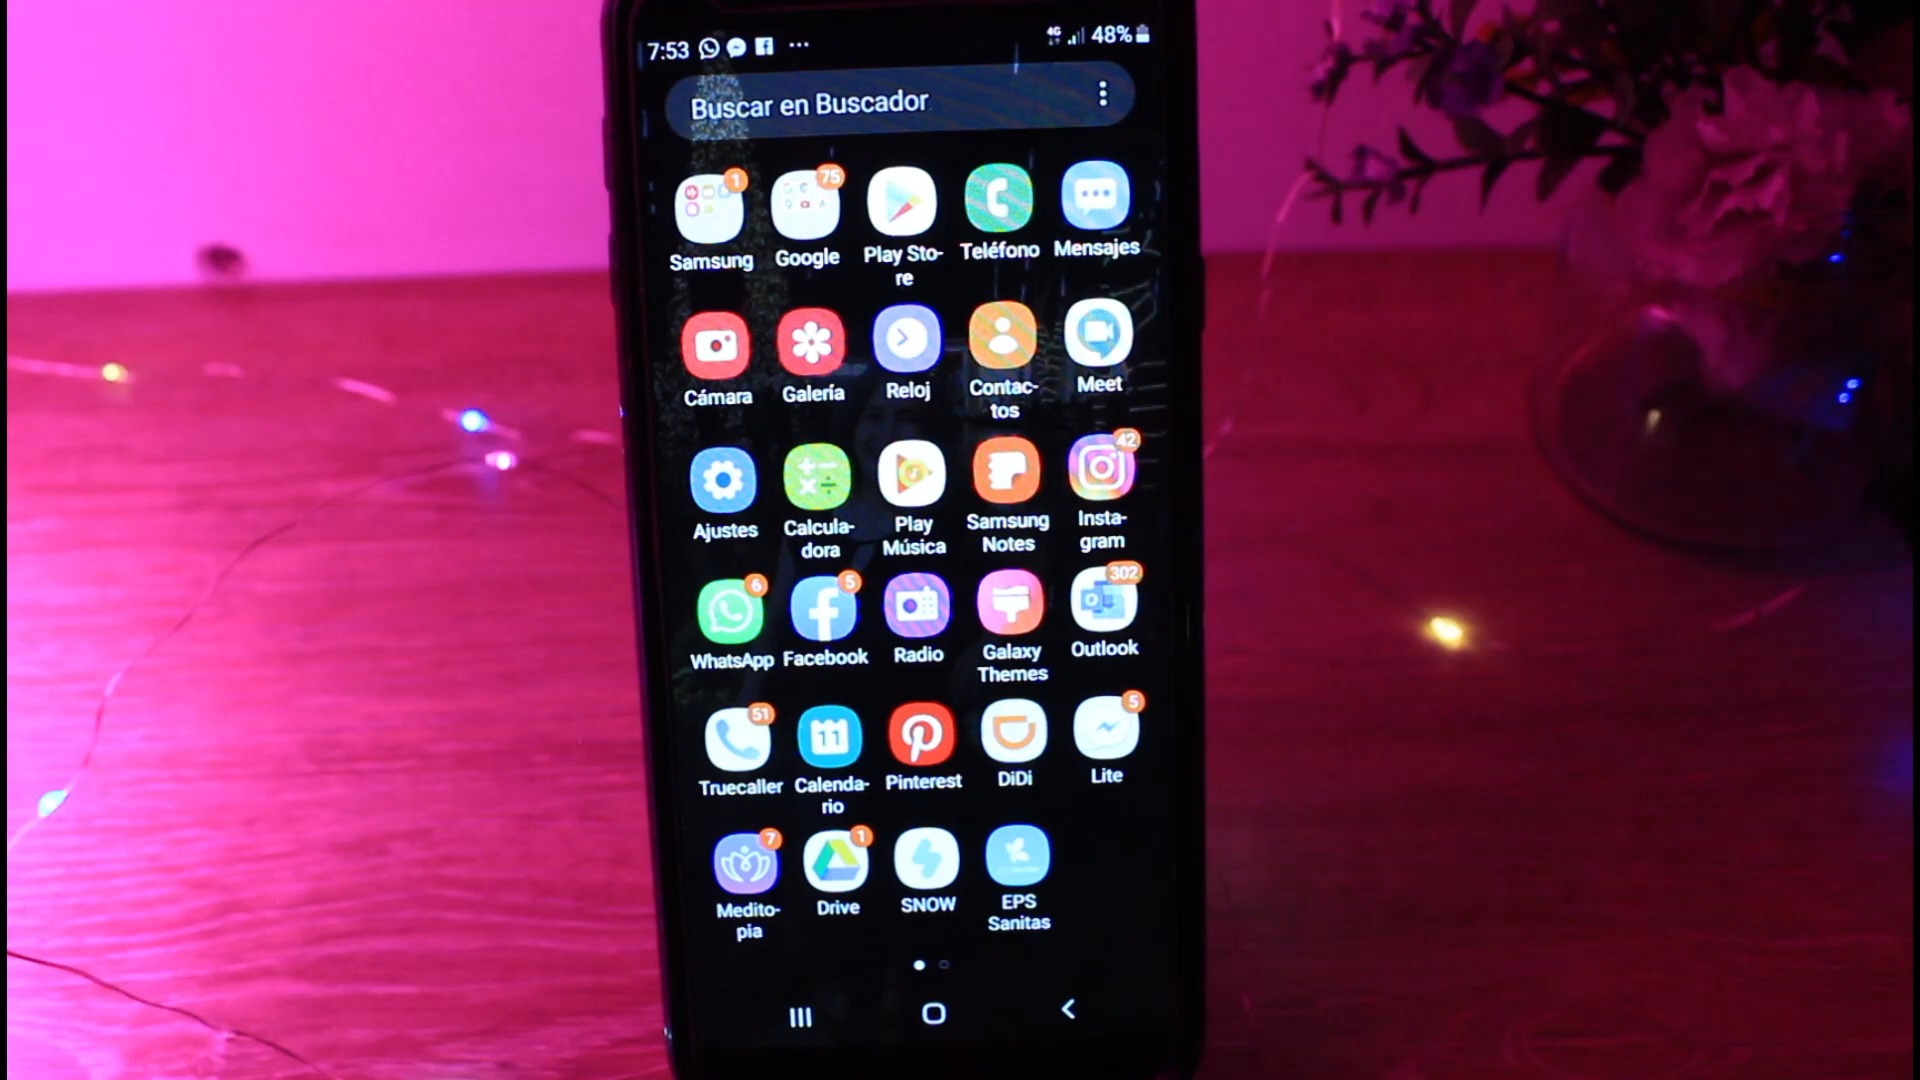 7:53
4G
48%
Buscar en Buscador
1
75
Samsung
Google
Play Sto-
re
Teléfono
Mensajes
Cámara
Galería
Reloj
Contac-
tos
Meet
42
Ajustes
Calcula-
dora
Play
Música
Samsung
Notes
Insta-
gram
6
5
302
WhatsApp
Facebook
Radio
Galaxy
Themes
Outlook
51
11
5
Truecaller
Calenda-
rio
Pinterest
DiDi
Lite
7
1
Medito-
pia
Drive
SNOW
EPS
Sanitas